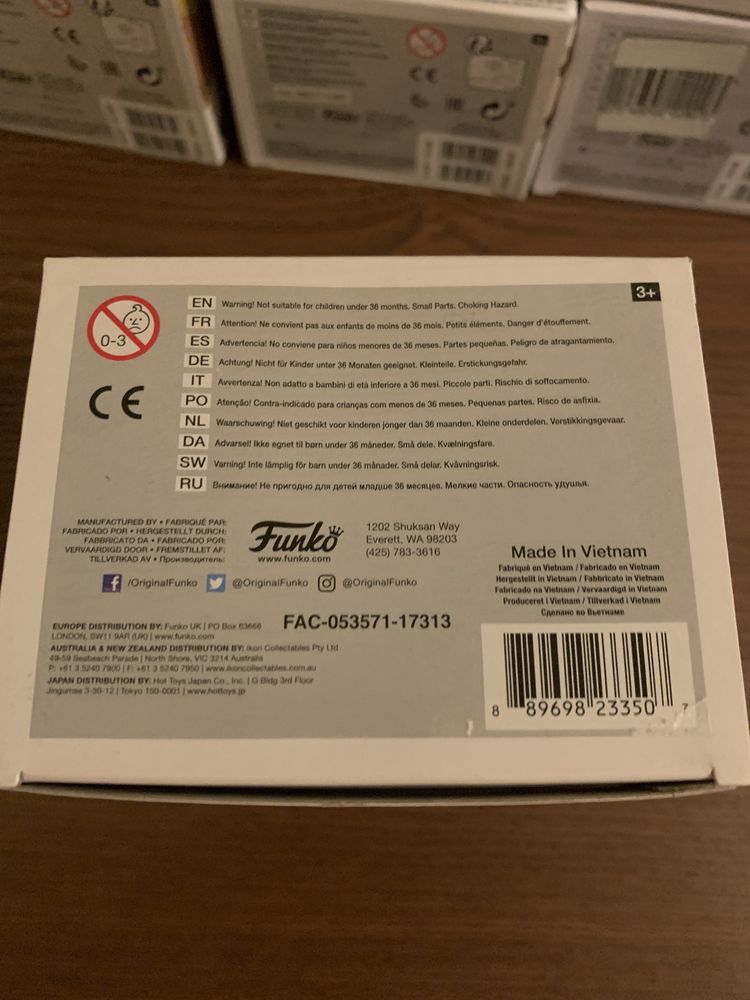 0-3
3+
EN Warning! Not suitable for children under 36 months. Small Parts. Choking Hazard.
FR Attention! Ne convient pas aux enfants de moins de 36 mois. Petits éléments. Danger d'étouffement.
ES Advertencia! No conviene para niños menores de 36 meses. Partes pequeñas. Peligro de atragantamiento.
DE Achtung! Nicht für Kinder unter 36 Monaten geeignet. Kleinteile. Erstickungsgefahr.
IT Avvertenza! Non adatto a bambini di età inferiore a 36 mesi. Piccole parti. Rischio di soffocamento.
PO Atenção! Contra-indicado para crianças com menos de 36 meses. Pequenas partes. Risco de asfixia.
NL Waarschuwing! Niet geschikt voor kinderen jonger dan 36 maanden. Kleine onderdelen. Verstikkingsgevaar.
DA Advarsel! Ikke egnet til børn under 36 måneder. Små dele. Kvælningsfare.
SW Varning! Inte lämplig för barn under 36 månader. Små delar. Kvävningsrisk.
RU Внимание! Не пригодно для детей младше 36 месяцев. Мелкие части. Опасность удушья.
CE
MANUFACTURED BY • FABRIQUÉ PAR:
FABRICADO POR • HERGESTELLT DURCH:
FABBRICATO DA • FABRICADO POR:
VERVAARDIGD DOOR • FREMSTILLET AF:
TILLVERKAD AV • Производитель:
Funko
www.funko.com
1202 Shuksan Way
Everett, WA 98203
(425) 783-3616
/OriginalFunko
@OriginalFunko
@OriginalFunko
Made In Vietnam
Fabriqué en Vietnam / Fabricado en Vietnam
Hergestellt in Vietnam / Fabbricato in Vietnam
Fabricado na Vietnam / Vervaardigd in Vietnam
Produceret i Vietnam / Tillverkad i Vietnam
Сделано во Вьетнаме
FAC-053571-17313
EUROPE DISTRIBUTION BY: Funko UK | PO Box 63668
LONDON, SW11 9AR (UK) | www.funko.com
AUSTRALIA & NEW ZEALAND DISTRIBUTION BY: Ikon Collectables Pty Ltd
49-59 Seabeach Parade | North Shore, VIC 3214 Australia
P: +61 3 5240 7900 | F: +61 3 5240 7950 | www.ikoncollectables.com.au
JAPAN DISTRIBUTION BY: Hot Toys Japan Co., Inc. | G Bldg 3rd Floor
Jingumae 3-30-12 | Tokyo 150-0001 | www.hottoys.jp
8 89698 23350 7